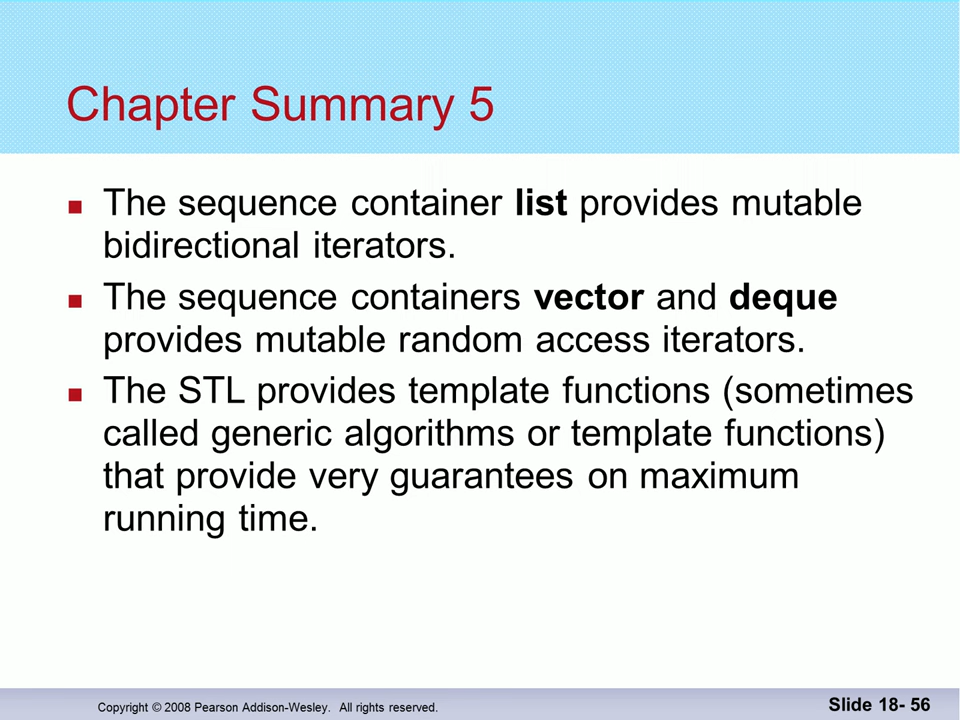 Chapter Summary 5
The sequence container list provides mutable
bidirectional iterators.
The sequence containers vector and deque
provides mutable random access iterators.
The STL provides template functions (sometimes
called generic algorithms or template functions)
that provide very guarantees on maximum
running time.
Copyright © 2008 Pearson Addison-Wesley. All rights reserved.
Slide 18- 56